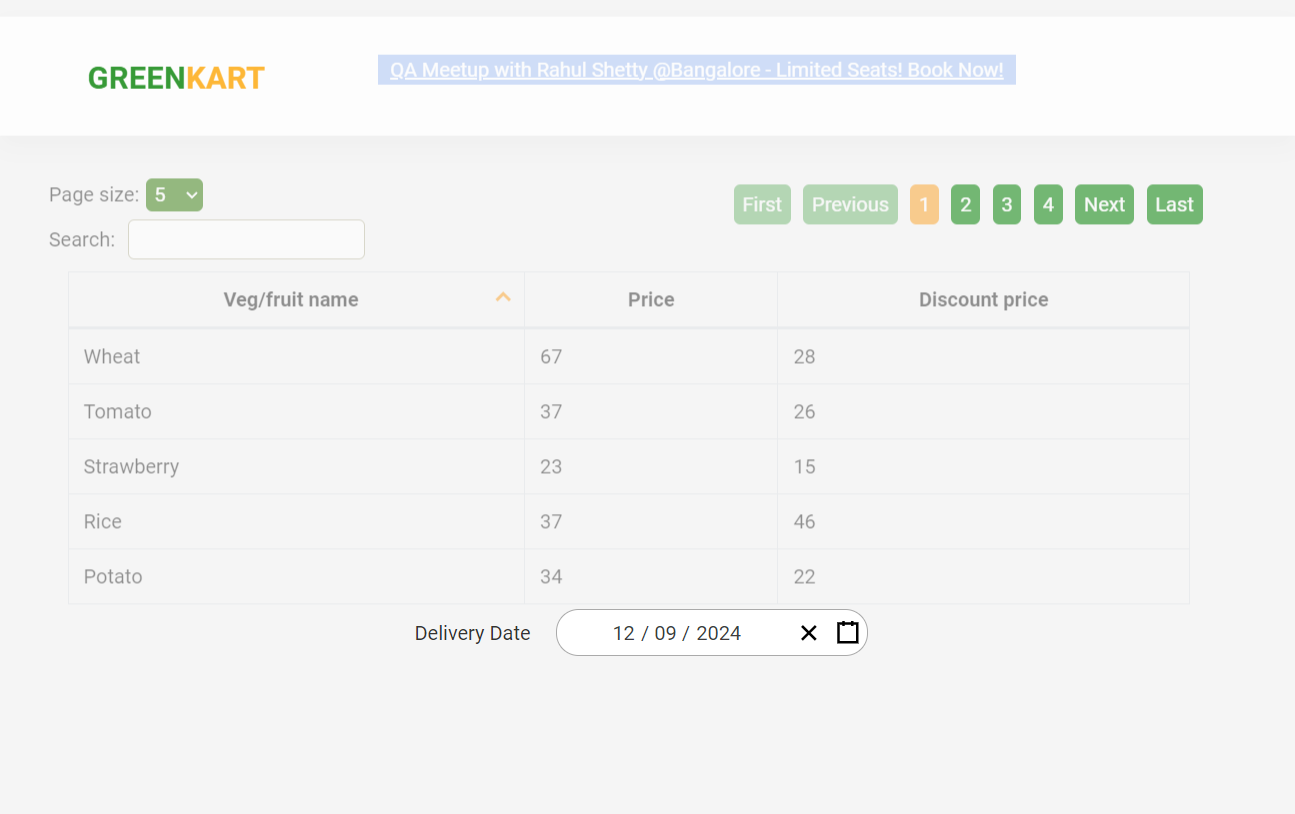 GREENKART
QA Meetup with Rahul Shetty @Bangalore - Limited Seats! Book Now!
Page size: 5
First Previous 1 2 3 4 Next Last
Search:
Veg/fruit name Price Discount price
Wheat 67 28
Tomato 37 26
Strawberry 23 15
Rice 37 46
Potato 34 22
Delivery Date 12 / 09 / 2024